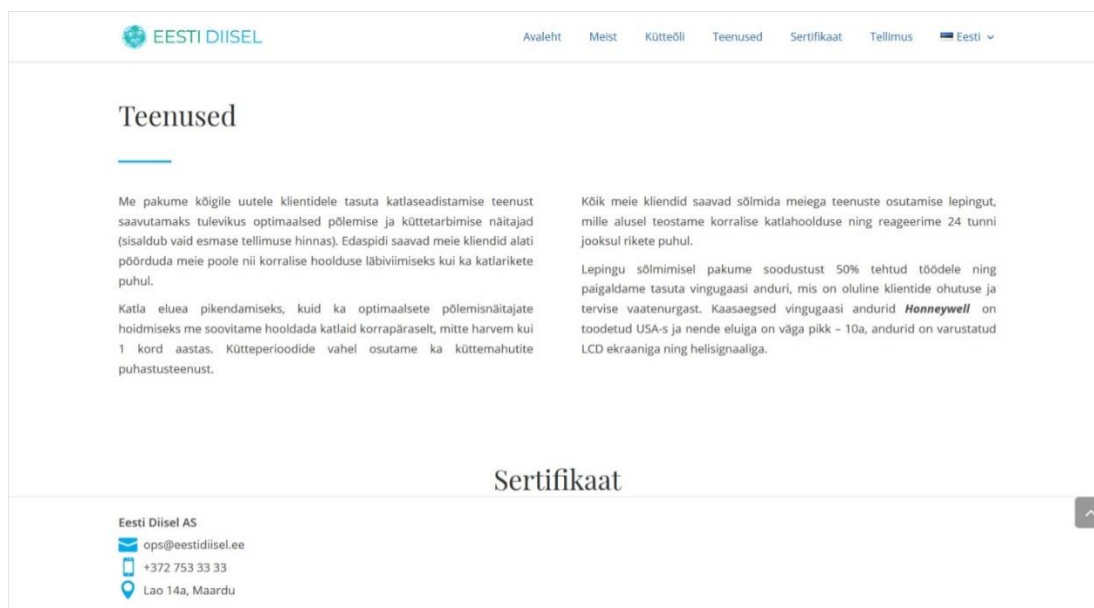 EESTI DIISEL
Avaleht Meist Kütteõli Teenused Sertifikaat Tellimus Eesti
Teenused
Me pakume kõigile uutele klientidele tasuta katlaseadistamise teenust
saavutamaks tulevikus optimaalsed põlemise ja küttetarbimise näitajad
(sisaldub vaid esmase tellimuse hinnas). Edaspidi saavad meie kliendid alati
pöörduda meie poole nii korralise hoolduse läbiviimiseks kui ka katlarikete
puhul.
Katla eluea pikendamiseks, kuid ka optimaalsete põlemisnäitajate
hoidmiseks me soovitame hooldada katlaid korrapäraselt, mitte harvem kui
1 kord aastas. Kütteperioodide vahel osutame ka küttemahutite
puhastusteenust.
Kõik meie kliendid saavad sõlmida meiega teenuste osutamise lepingut,
mille alusel teostame korralise katlahoolduse ning reageerime 24 tunni
jooksul rikete puhul.
Lepingu sõlmimisel pakume soodustust 50% tehtud töödele ning
paigaldame tasuta vingugaasi anduri, mis on oluline klientide ohutuse ja
tervise vaatenurgast. Kaasaegsed vingugaasi andurid Honneywell on
toodetud USA-s ja nende eluiga on väga pikk – 10a, andurid on varustatud
LCD ekraaniga ning helisignaaliga.
Sertifikaat
Eesti Diisel AS
ops@eestidiisel.ee
+372 753 33 33
Lao 14a, Maardu